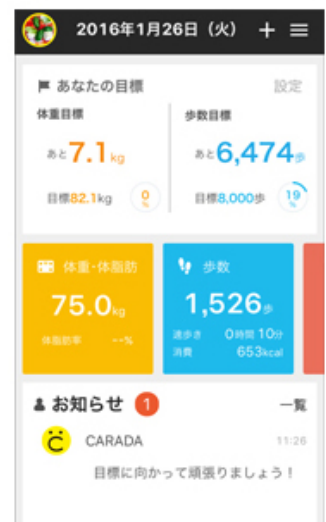 2016年1月26日（火）
あなたの目標
設定
体重目標
あと7.1kg
目標82.1kg
0%
歩数目標
あと6,474歩
目標8,000歩
19%
体重・体脂肪
75.0kg
体脂肪率 --%
歩数
1,526歩
速歩き 0時間10分
消費 653kcal
お知らせ 1
一覧
CARADA
11:26
目標に向かって頑張りましょう！